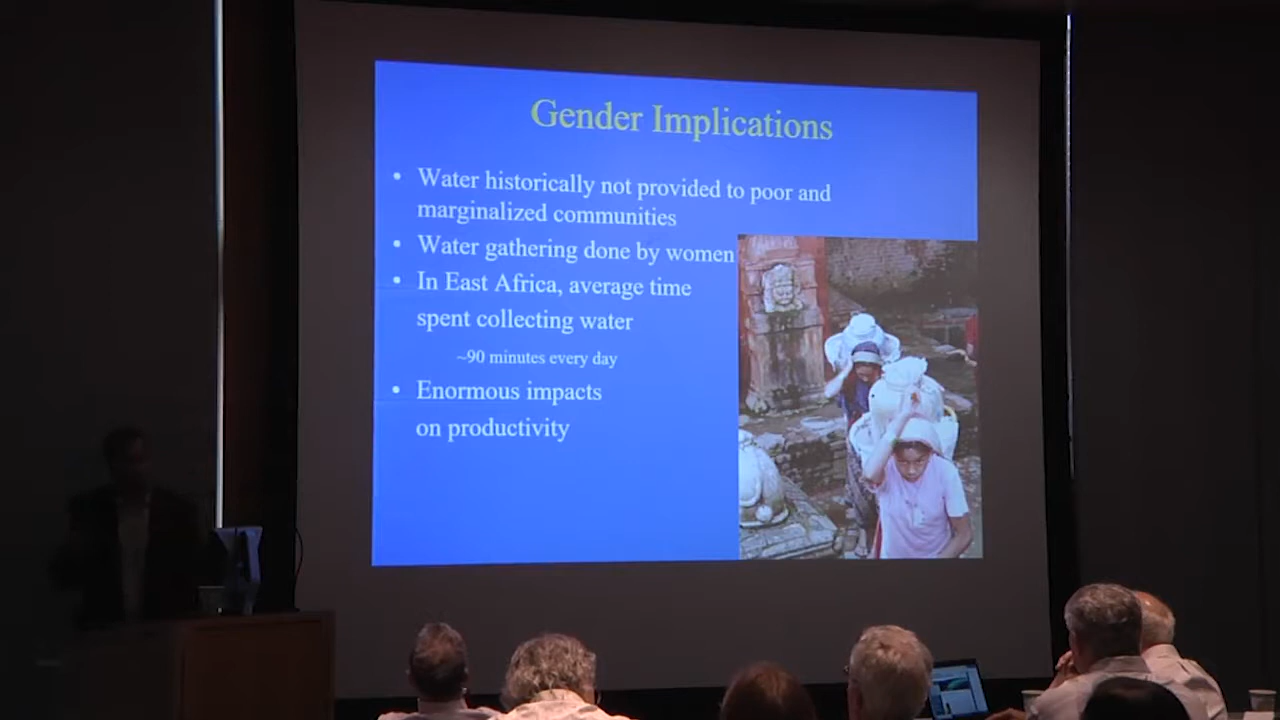 Gender Implications
• Water historically not provided to poor and
marginalized communities
• Water gathering done by women
• In East Africa, average time
spent collecting water
~90 minutes every day
• Enormous impacts
on productivity